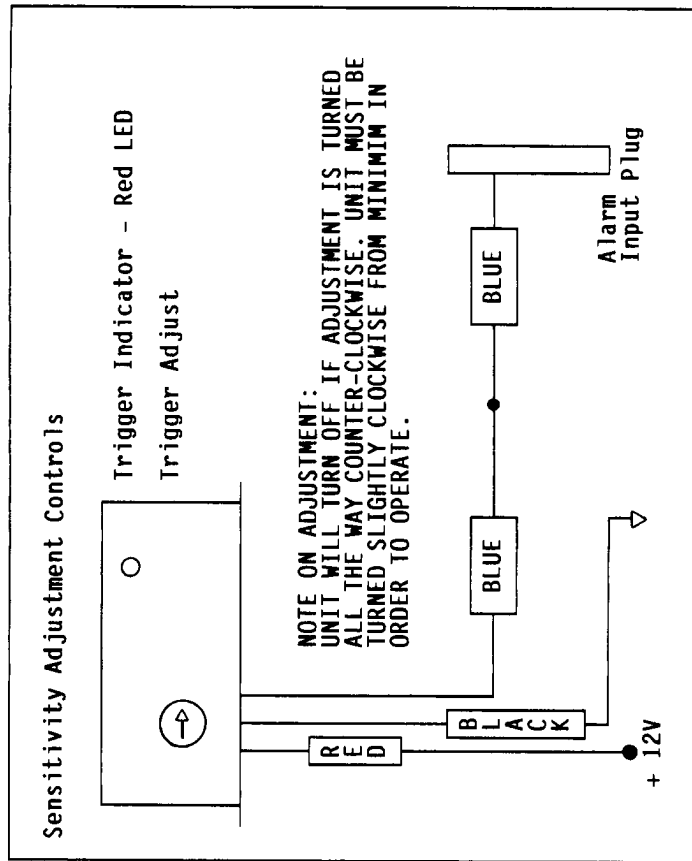 Sensitivity Adjustment Controls
Trigger Indicator - Red LED
Trigger Adjust
NOTE ON ADJUSTMENT:
UNIT WILL TURN OFF IF ADJUSTMENT IS TURNED
ALL THE WAY COUNTER-CLOCKWISE. UNIT MUST BE
TURNED SLIGHTLY CLOCKWISE FROM MINIMIM IN
ORDER TO OPERATE.
RED
BLACK
BLUE
BLUE
+ 12V
Alarm
Input Plug